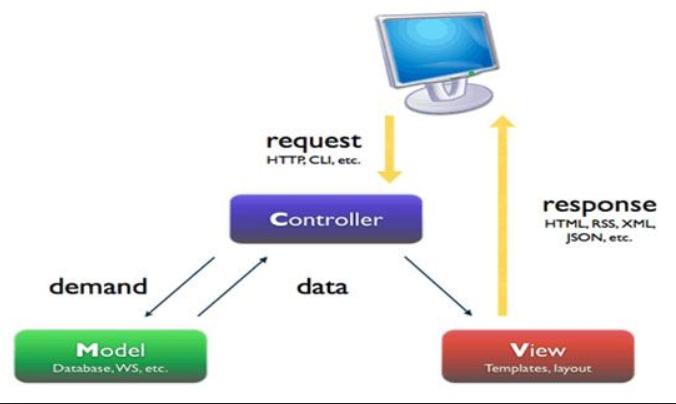 request
HTTP, CLI, etc.
Controller
response
HTML, RSS, XML,
JSON, etc.
demand
data
Model
Database, WS, etc.
View
Templates, layout